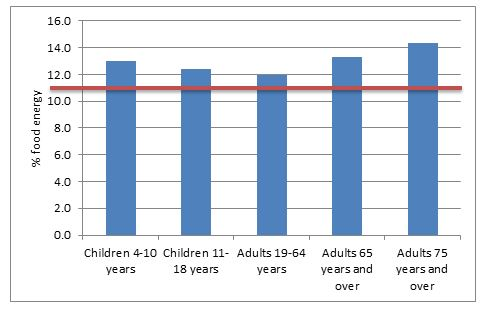 16.0
14.0
12.0
10.0
8.0
6.0
4.0
2.0
0.0
% food energy
Children 4-10
years
Children 11-
18 years
Adults 19-64
years
Adults 65
years and
over
Adults 75
years and
over